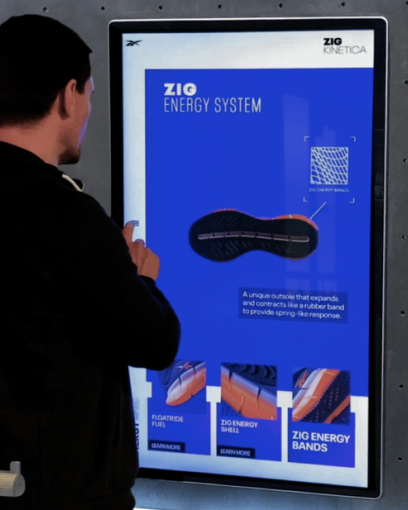 ZIG
KINETICA
ZIG
ENERGY SYSTEM
ZIG ENERGY BANDS
A unique outsole that expands
and contracts like a rubber band
to provide spring-like response.
FLOATRIDE
FUEL
LEARN MORE
ZIG ENERGY
SHELL
LEARN MORE
ZIG ENERGY
BANDS